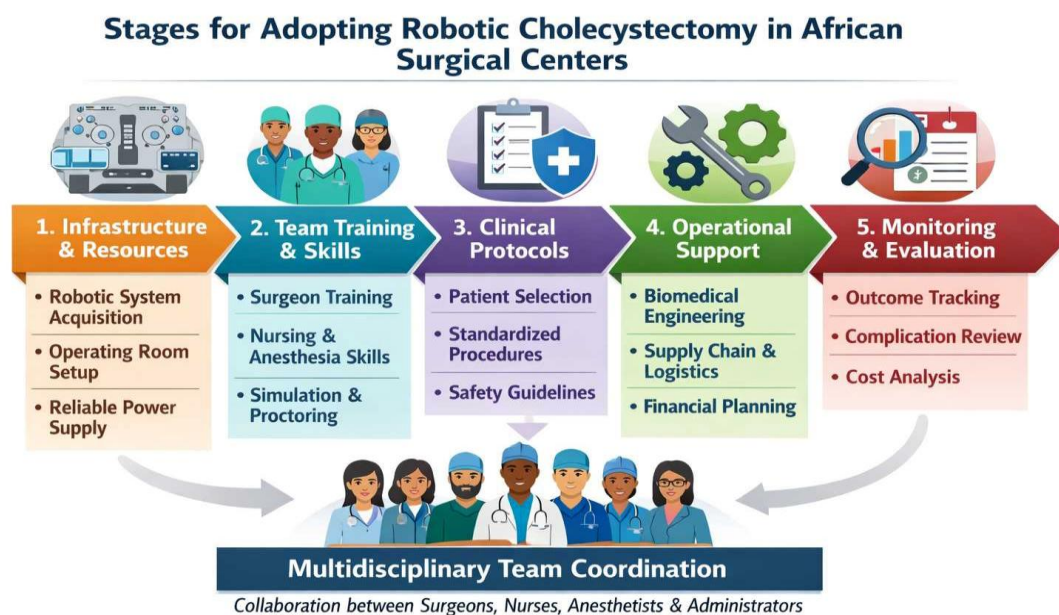 Stages for Adopting Robotic Cholecystectomy in African
Surgical Centers
1. Infrastructure
& Resources
• Robotic System
Acquisition
• Operating Room
Setup
• Reliable Power
Supply
2. Team Training
& Skills
• Surgeon Training
• Nursing &
Anesthesia Skills
• Simulation &
Proctoring
3. Clinical
Protocols
• Patient Selection
• Standardized
Procedures
• Safety Guidelines
4. Operational
Support
• Biomedical
Engineering
• Supply Chain &
Logistics
• Financial Planning
5. Monitoring
& Evaluation
• Outcome Tracking
• Complication Review
• Cost Analysis
Multidisciplinary Team Coordination
Collaboration between Surgeons, Nurses, Anesthetists & Administrators